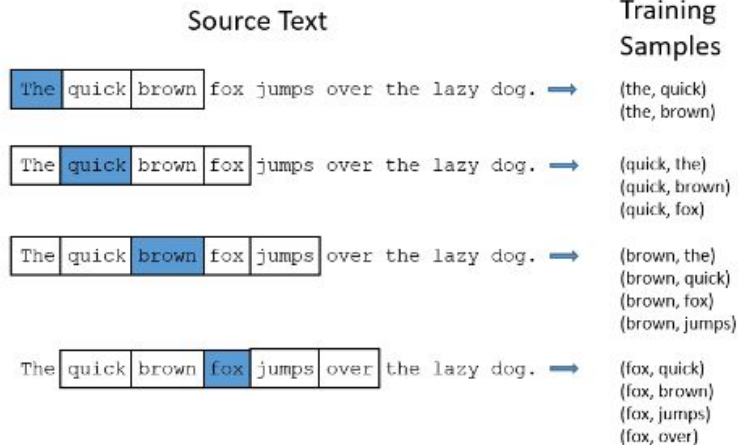 Source Text
Training
Samples
The quick brown fox jumps over the lazy dog.
(the, quick)
(the, brown)
The quick brown fox jumps over the lazy dog.
(quick, the)
(quick, brown)
(quick, fox)
The quick brown fox jumps over the lazy dog.
(brown, the)
(brown, quick)
(brown, fox)
(brown, jumps)
The quick brown fox jumps over the lazy dog.
(fox, quick)
(fox, brown)
(fox, jumps)
(fox, over)